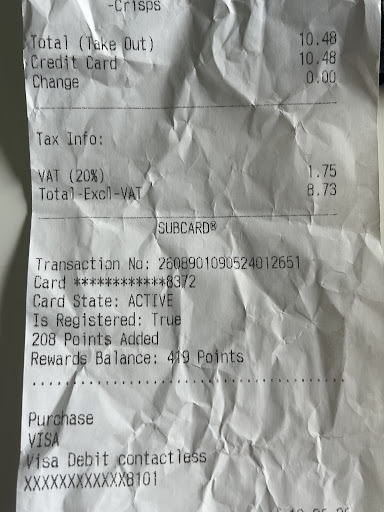 -Crisps
Total (Take Out) 10.48
Credit Card 10.48
Change 0.00
Tax Info:
VAT (20%) 1.75
Total-Excl-VAT 8.73
SUBCARD®
Transaction No: 2608901090524012651
Card ************8372
Card State: ACTIVE
Is Registered: True
208 Points Added
Rewards Balance: 419 Points
Purchase
VISA
Visa Debit contactless
XXXXXXXXXXXX8101